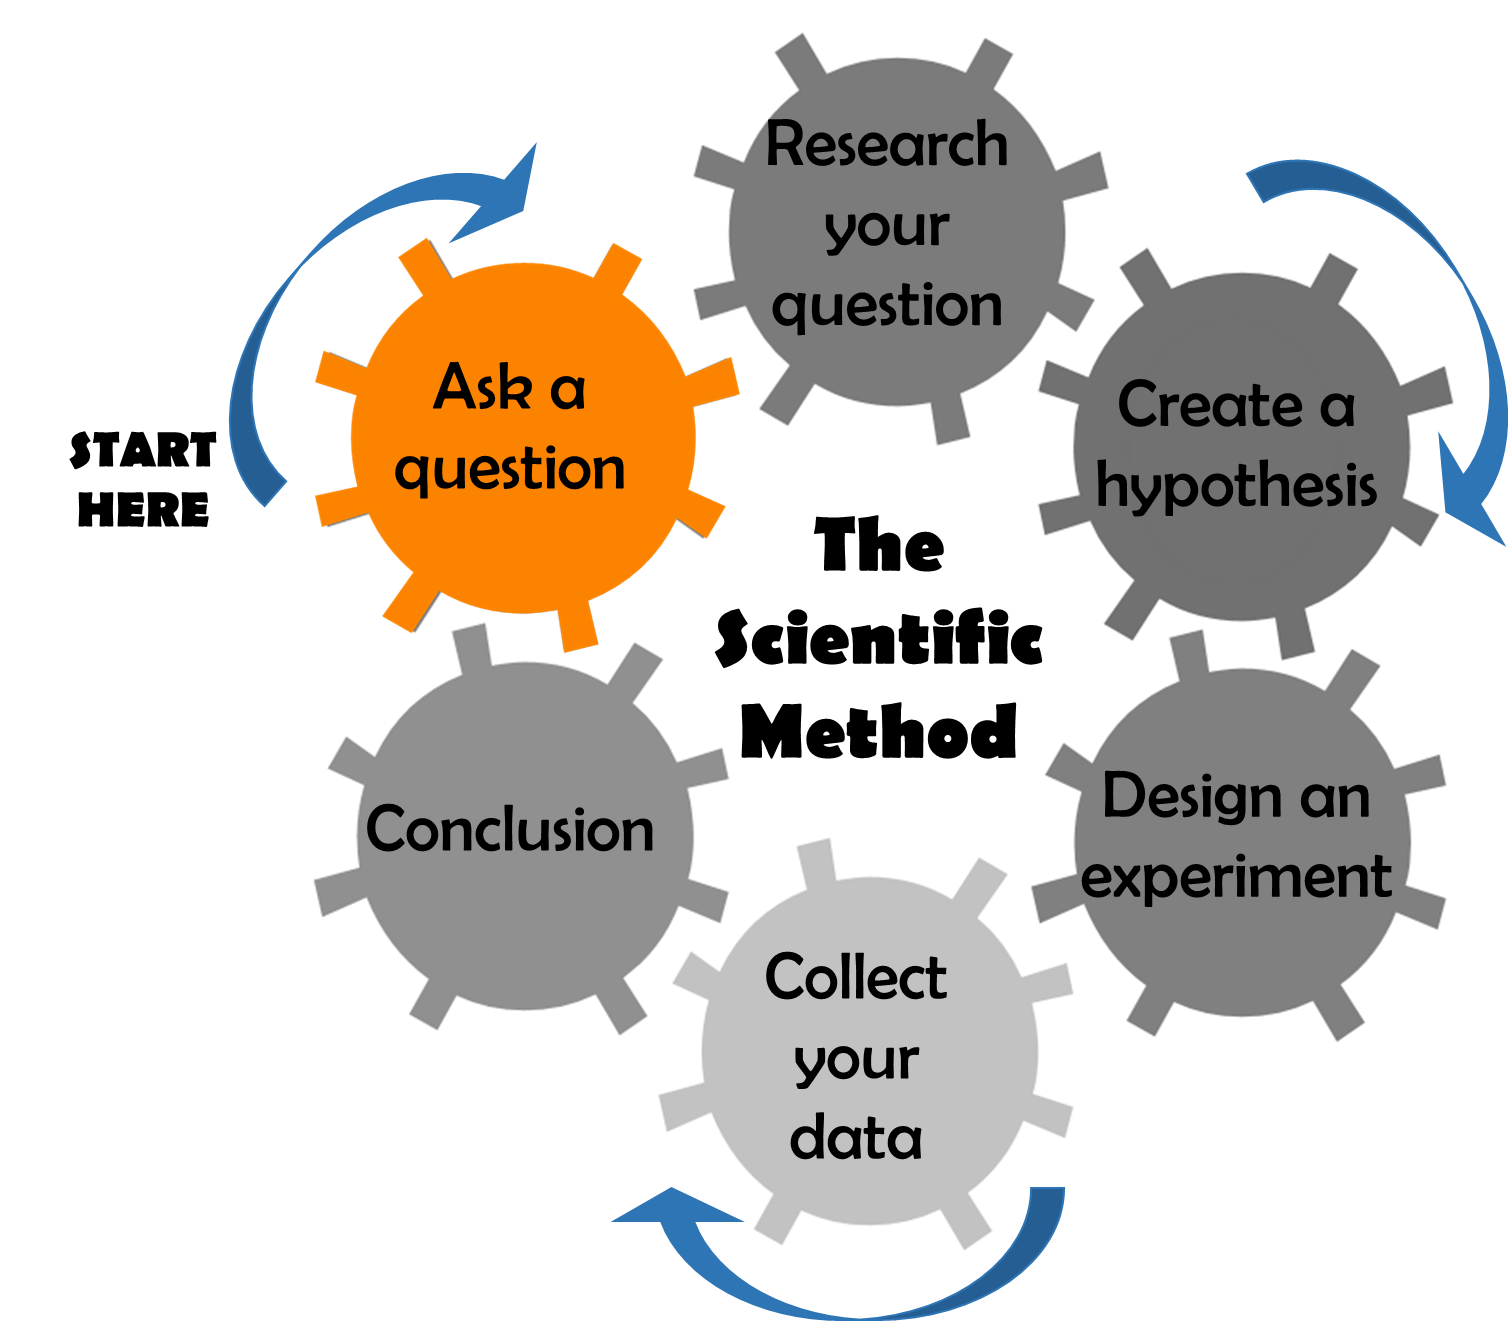 START
HERE
Ask a
question
Research
your
question
Create a
hypothesis
Design an
experiment
Collect
your
data
Conclusion
The
Scientific
Method